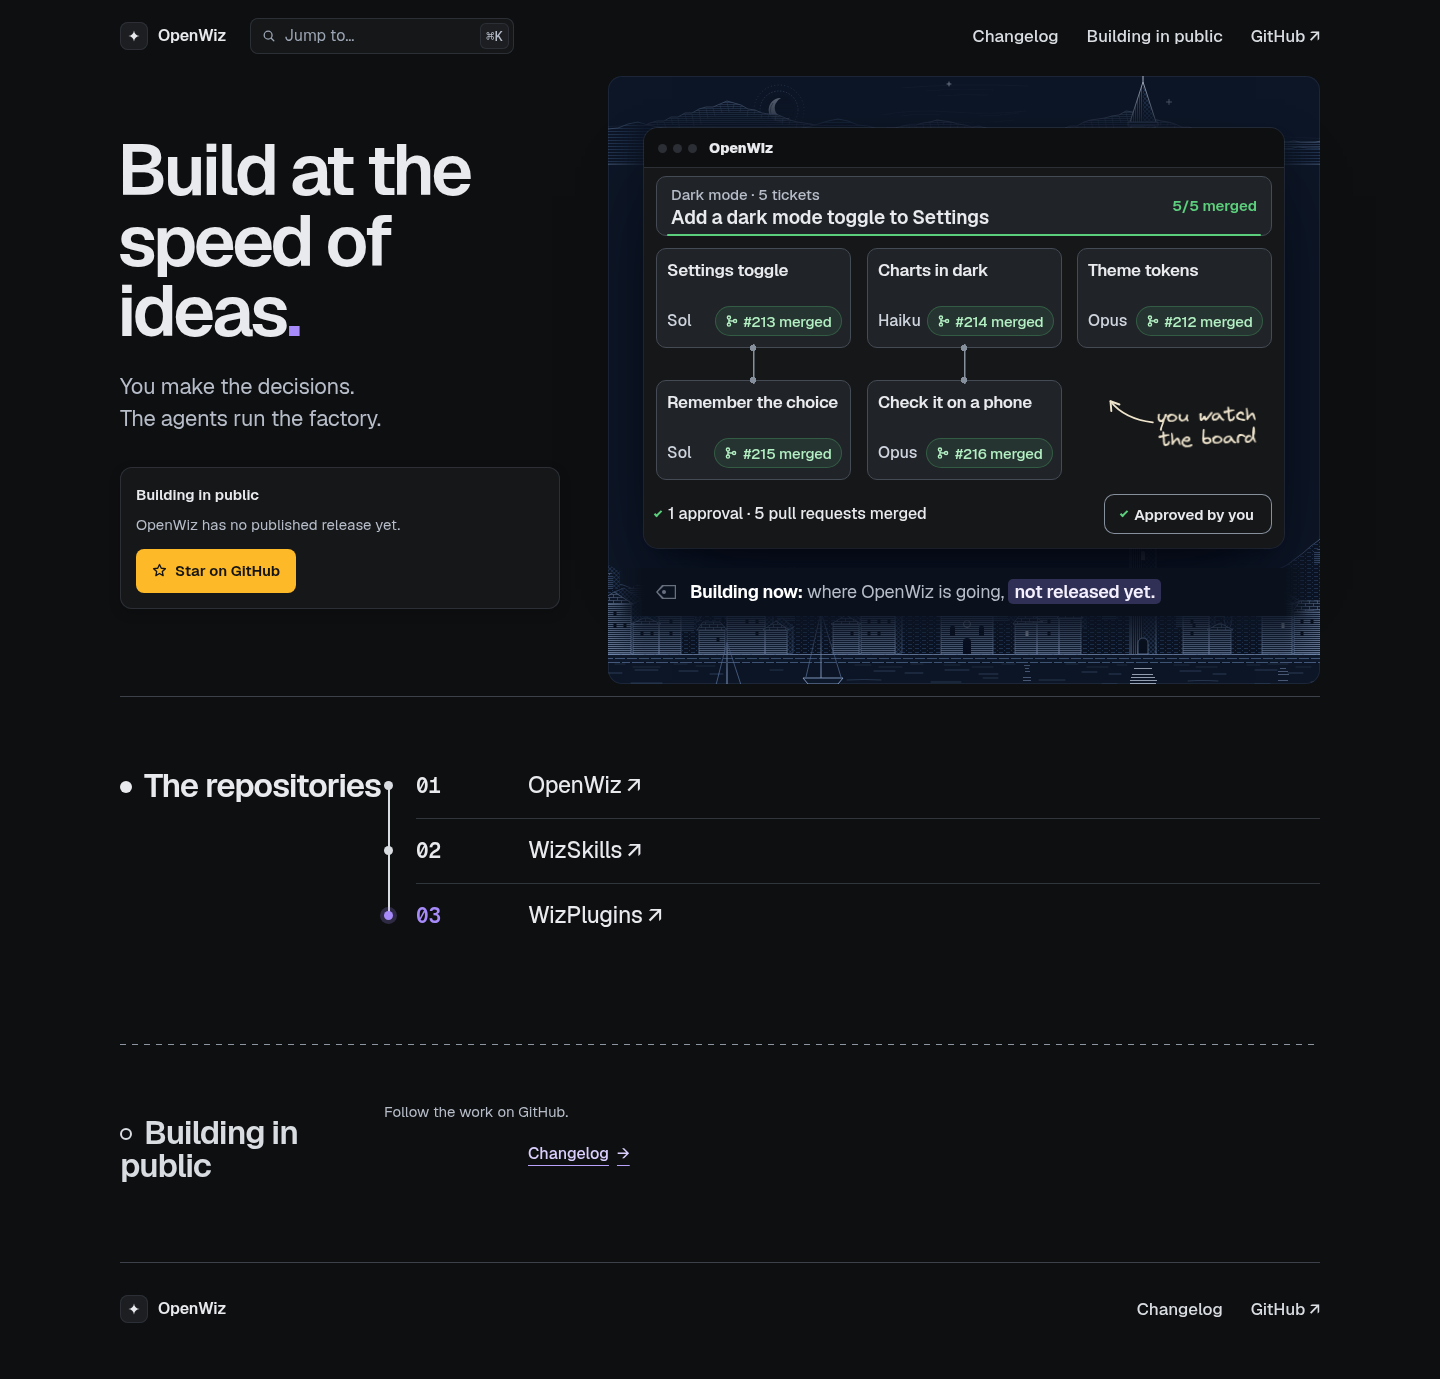 OpenWiz
Jump to...
⌘K
Changelog
Building in public
GitHub ↗
Build at the
speed of
ideas.
You make the decisions.
The agents run the factory.
Building in public
OpenWiz has no published release yet.
Star on GitHub
OpenWiz
Dark mode · 5 tickets
Add a dark mode toggle to Settings
5/5 merged
Settings toggle
Sol
#213 merged
Charts in dark
Haiku
#214 merged
Theme tokens
Opus
#212 merged
Remember the choice
Sol
#215 merged
Check it on a phone
Opus
#216 merged
you watch
the board
1 approval · 5 pull requests merged
Approved by you
Building now: where OpenWiz is going, not released yet.
The repositories
01 OpenWiz ↗
02 WizSkills ↗
03 WizPlugins ↗
Building in
public
Follow the work on GitHub.
Changelog →
OpenWiz
Changelog
GitHub ↗